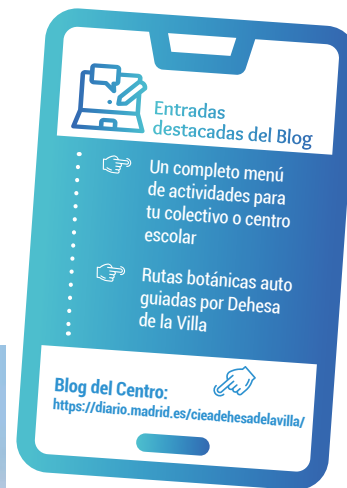 Entradas
destacadas del Blog
Un completo menú
de actividades para
tu colectivo o centro
escolar
Rutas botánicas auto
guiadas por Dehesa
de la Villa
Blog del Centro:
https://diario.madrid.es/cieadehesadelavilla/